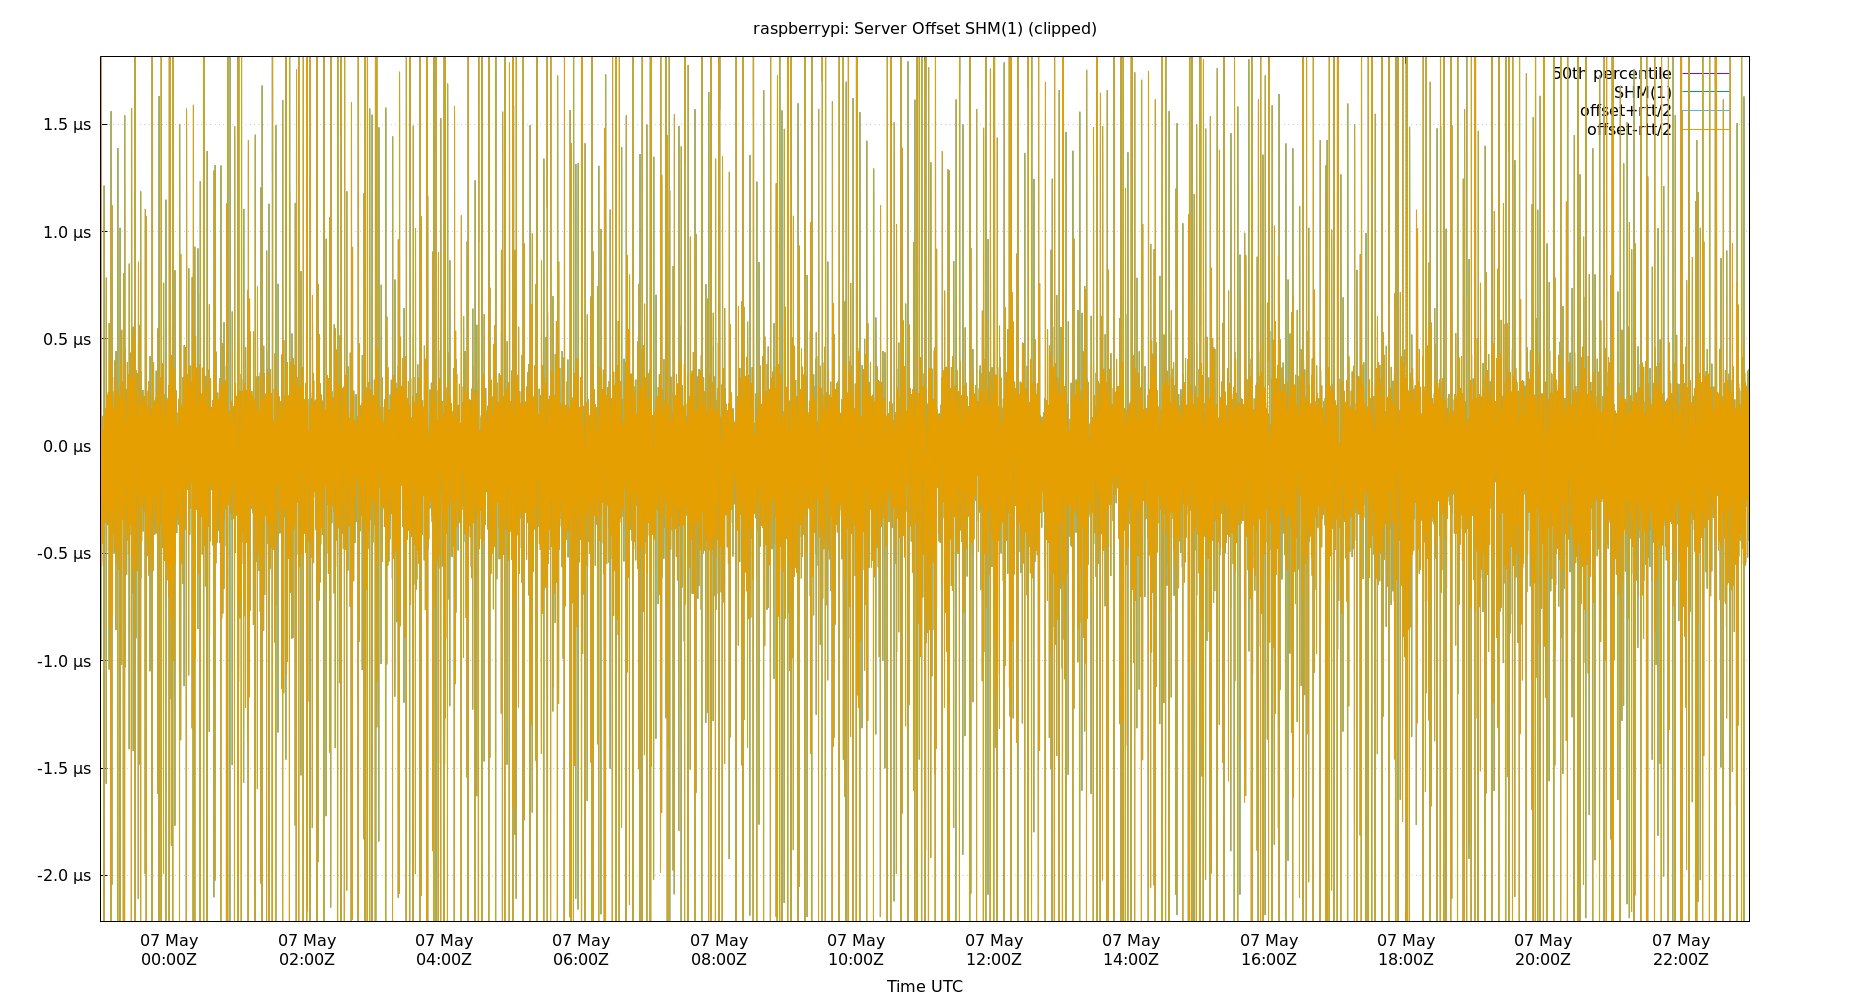 raspberrypi: Server Offset SHM(1) (clipped)
50th percentile
SHM(1)
offset+rtt/2
offset-rtt/2
1.5 µs
1.0 µs
0.5 µs
0.0 µs
-0.5 µs
-1.0 µs
-1.5 µs
-2.0 µs
07 May 07 May 07 May 07 May 07 May 07 May 07 May 07 May 07 May 07 May 07 May 07 May
00:00Z 02:00Z 04:00Z 06:00Z 08:00Z 10:00Z 12:00Z 14:00Z 16:00Z 18:00Z 20:00Z 22:00Z
Time UTC